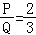 P/Q = 2/3